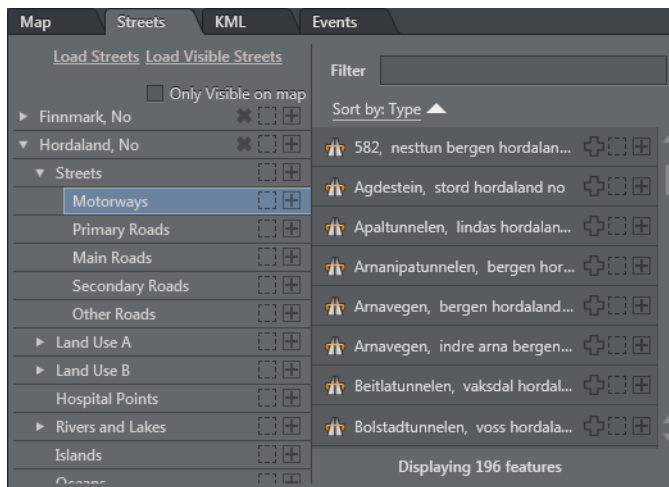 Map Streets KML Events
Load Streets Load Visible Streets
Only Visible on map
Finnmark, No
Hordaland, No
Streets
Motorways
Primary Roads
Main Roads
Secondary Roads
Other Roads
Land Use A
Land Use B
Hospital Points
Rivers and Lakes
Islands
Oceans
Filter
Sort by: Type
582, nesttun bergen hordalan...
Agdestein, stord hordaland no
Apaltunnelen, lindas hordalan...
Arnanipatunnelen, bergen hor...
Arnavegen, bergen hordaland...
Arnavegen, indre arna bergen...
Beitlatunnelen, vaksdal hordal...
Bolstadtunnelen, voss hordala...
Displaying 196 features